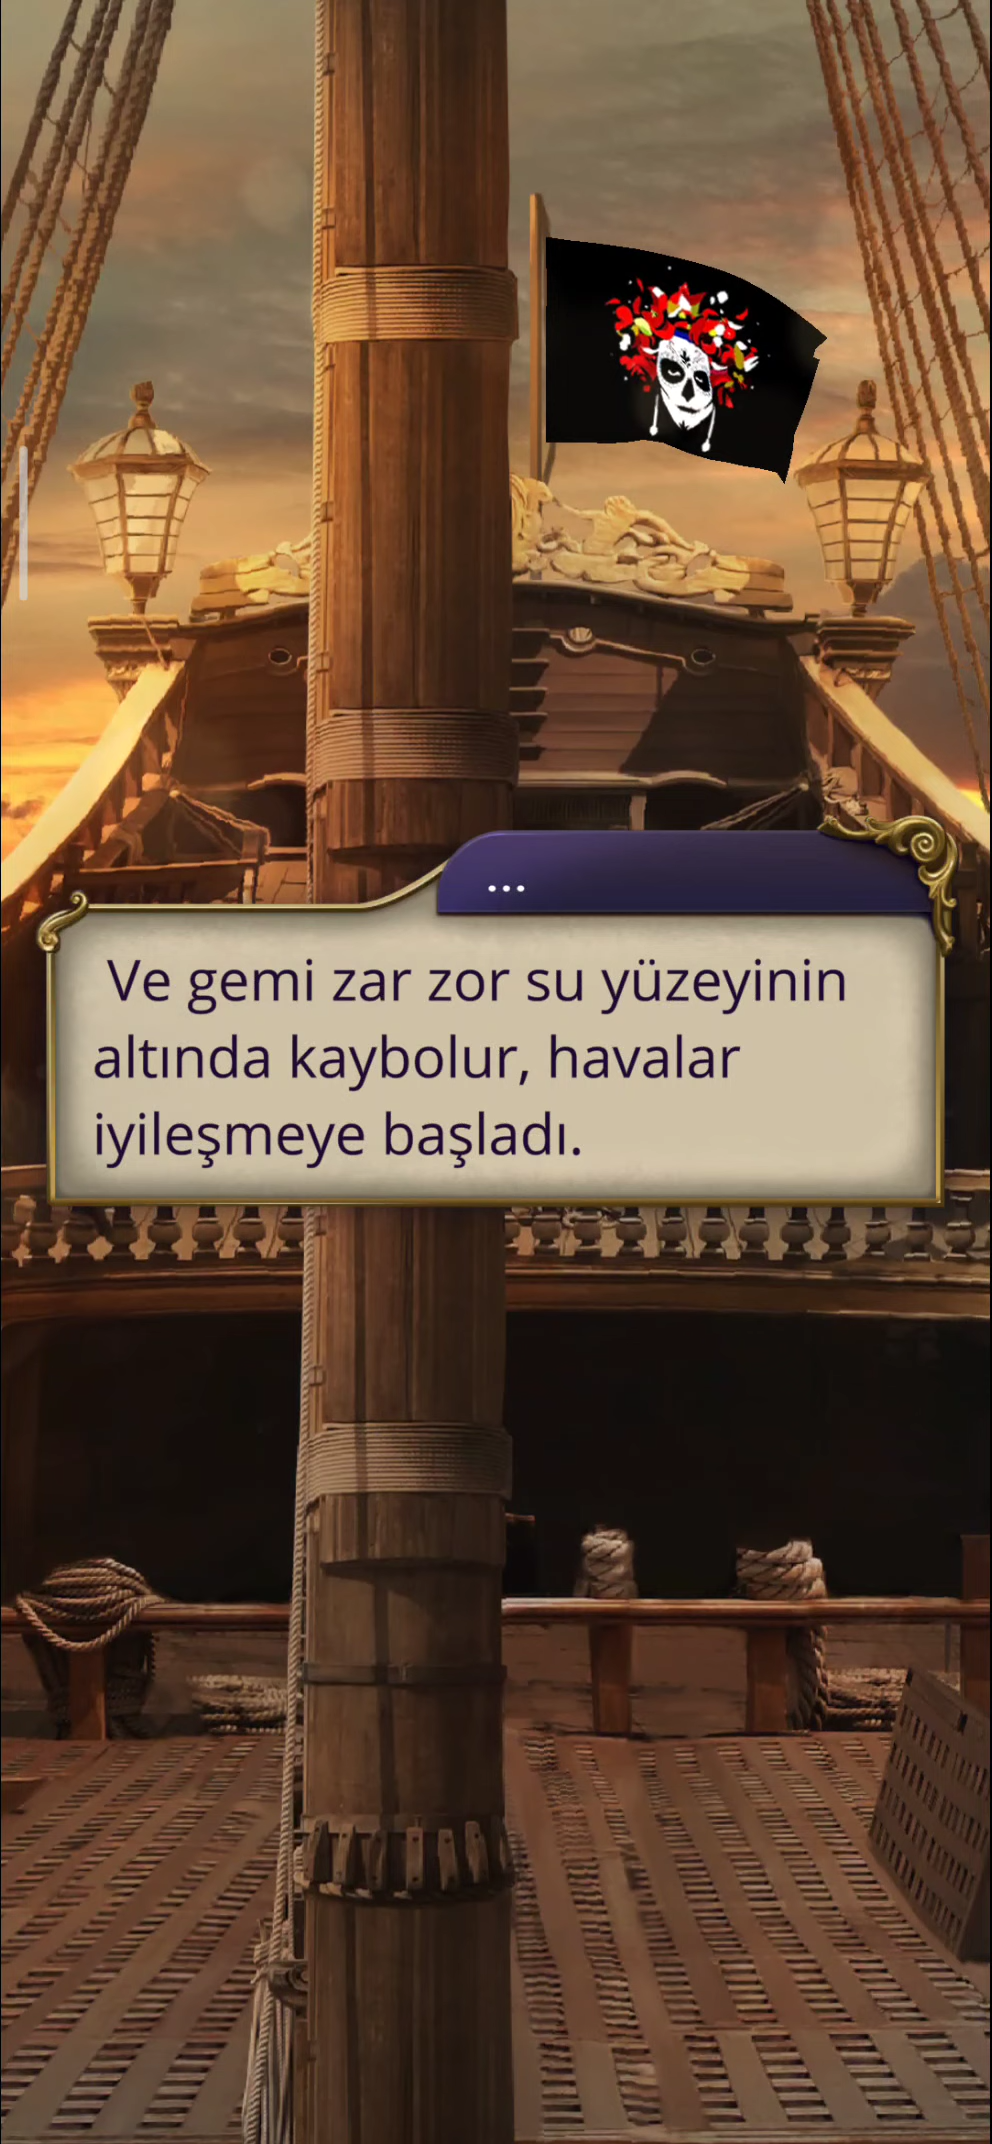 ...
Ve gemi zar zor su yüzeyinin
altında kaybolur, havalar
iyileşmeye başladı.